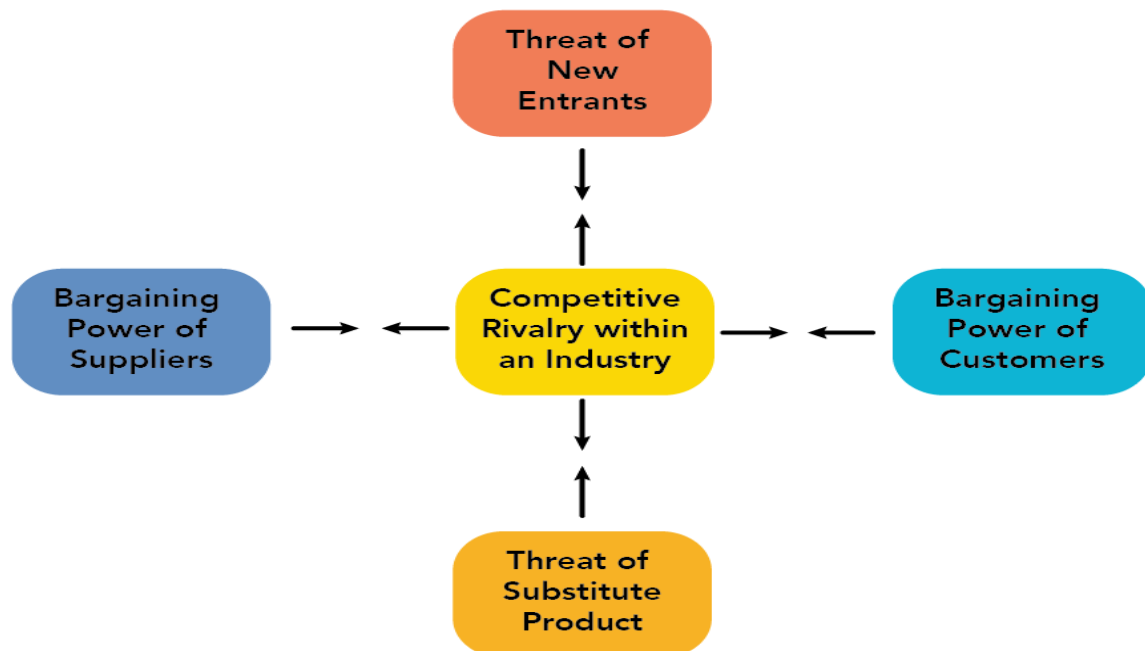 Threat of
New
Entrants
Bargaining
Power of
Suppliers
Competitive
Rivalry within
an Industry
Bargaining
Power of
Customers
Threat of
Substitute
Product